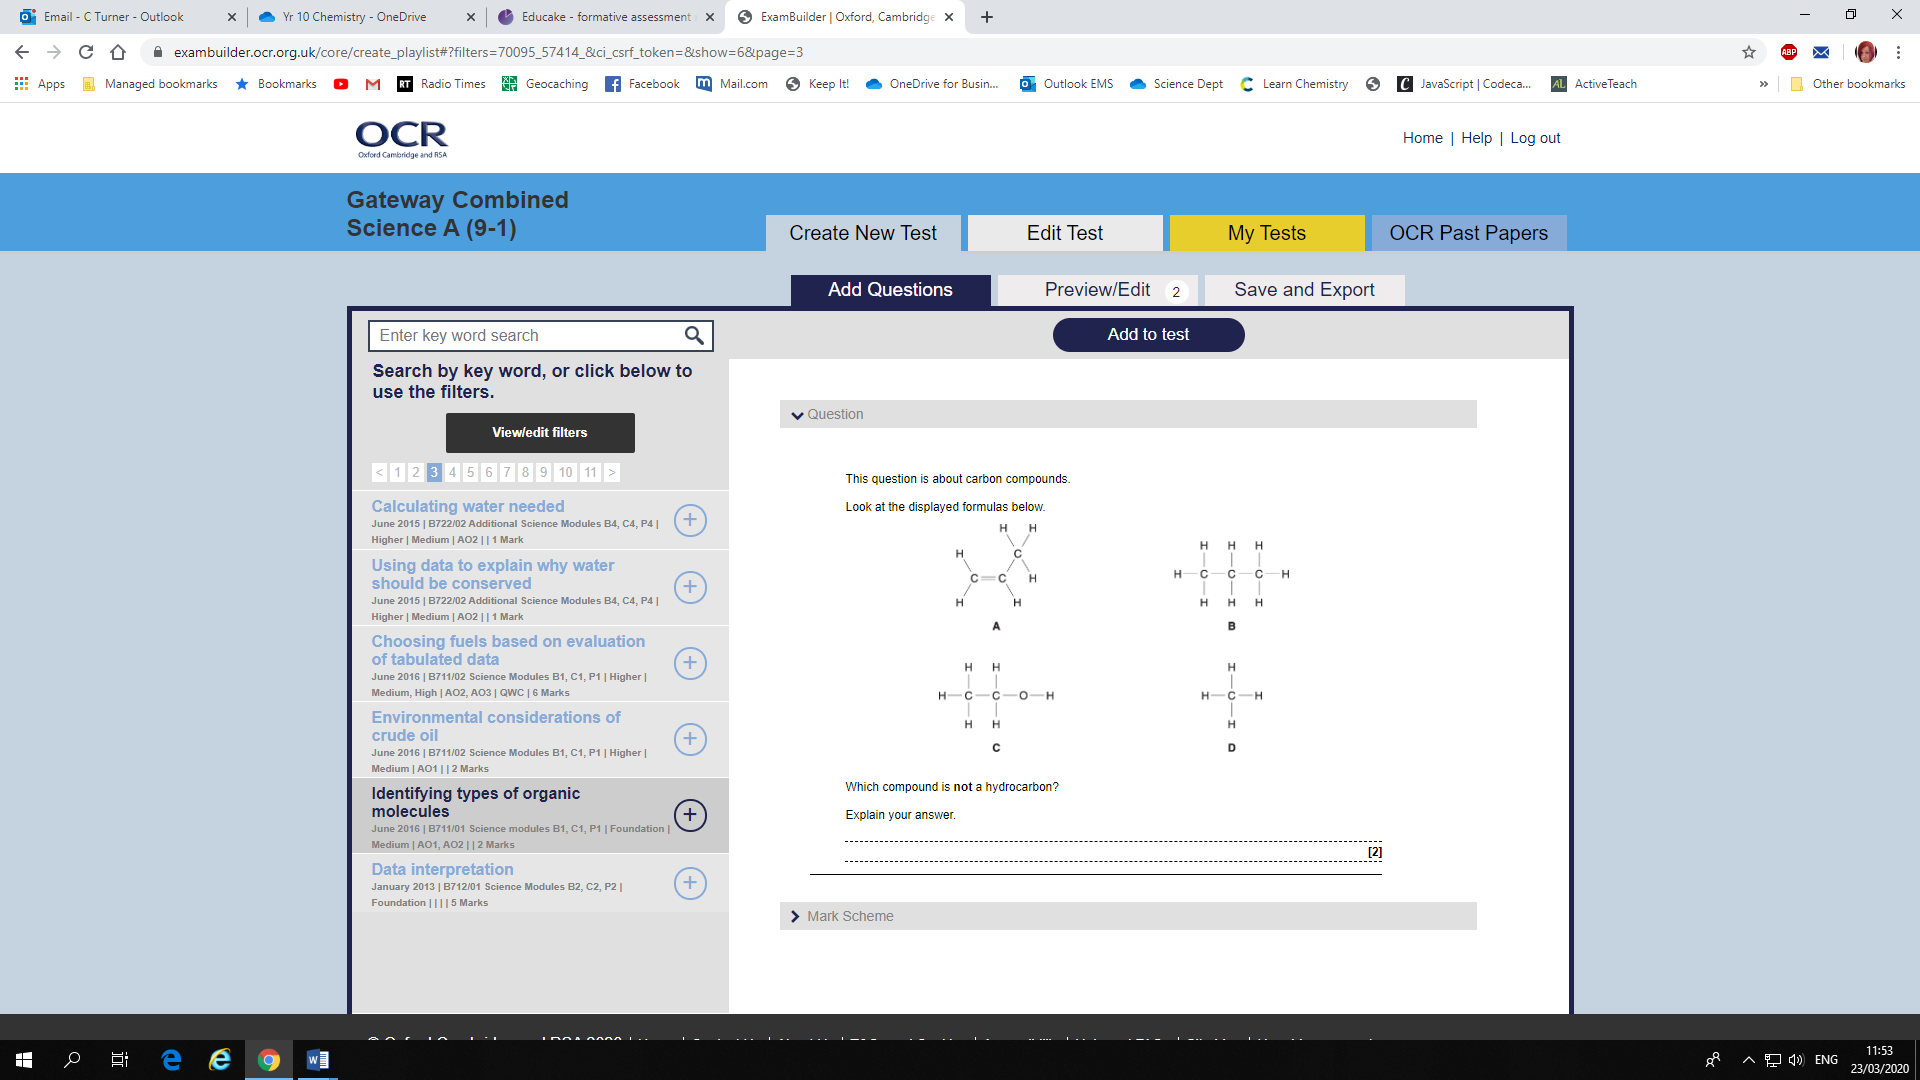 Email - C Turner - Outlook
Yr 10 Chemistry - OneDrive
Educake - formative assessment
ExamBuilder | Oxford, Cambridge
exambuilder.ocr.org.uk/core/create_playlist#?filters=70095_57414_&ci_csrf_token=&show=6&page=3
ABP
Apps
Managed bookmarks
Bookmarks
RT Radio Times
Geocaching
Facebook
Mail.com
Keep It!
OneDrive for Busin...
Outlook EMS
Science Dept
Learn Chemistry
JavaScript | Codeca...
AL ActiveTeach
»
Other bookmarks
OCR
Oxford Cambridge and RSA
Home | Help | Log out
Gateway Combined
Science A (9-1)
Create New Test
Edit Test
My Tests
OCR Past Papers
Add Questions
Preview/Edit 2
Save and Export
Enter key word search
Add to test
Search by key word, or click below to
use the filters.
View/edit filters
< 1 2 3 4 5 6 7 8 9 10 11 >
Calculating water needed
June 2015 | B722/02 Additional Science Modules B4, C4, P4 |
Higher | Medium | AO2 | | 1 Mark
Using data to explain why water
should be conserved
June 2015 | B722/02 Additional Science Modules B4, C4, P4 |
Higher | Medium | AO2 | | 1 Mark
Choosing fuels based on evaluation
of tabulated data
June 2016 | B711/02 Science Modules B1, C1, P1 | Higher |
Medium, High | AO2, AO3 | QWC | 6 Marks
Environmental considerations of
crude oil
June 2016 | B711/02 Science Modules B1, C1, P1 | Higher |
Medium | AO1 | | 2 Marks
Identifying types of organic
molecules
June 2016 | B711/01 Science modules B1, C1, P1 | Foundation |
Medium | AO1, AO2 | | 2 Marks
Data interpretation
January 2013 | B712/01 Science Modules B2, C2, P2 |
Foundation | | | | 5 Marks
Question
This question is about carbon compounds.
Look at the displayed formulas below.
H H
H C
C=C H
H H
A
H H H
H—C—C—C—H
H H H
B
H H
H—C—C—O—H
H H
C
H
H—C—H
H
D
Which compound is not a hydrocarbon?
Explain your answer.
[2]
Mark Scheme
ENG
11:53
23/03/2020